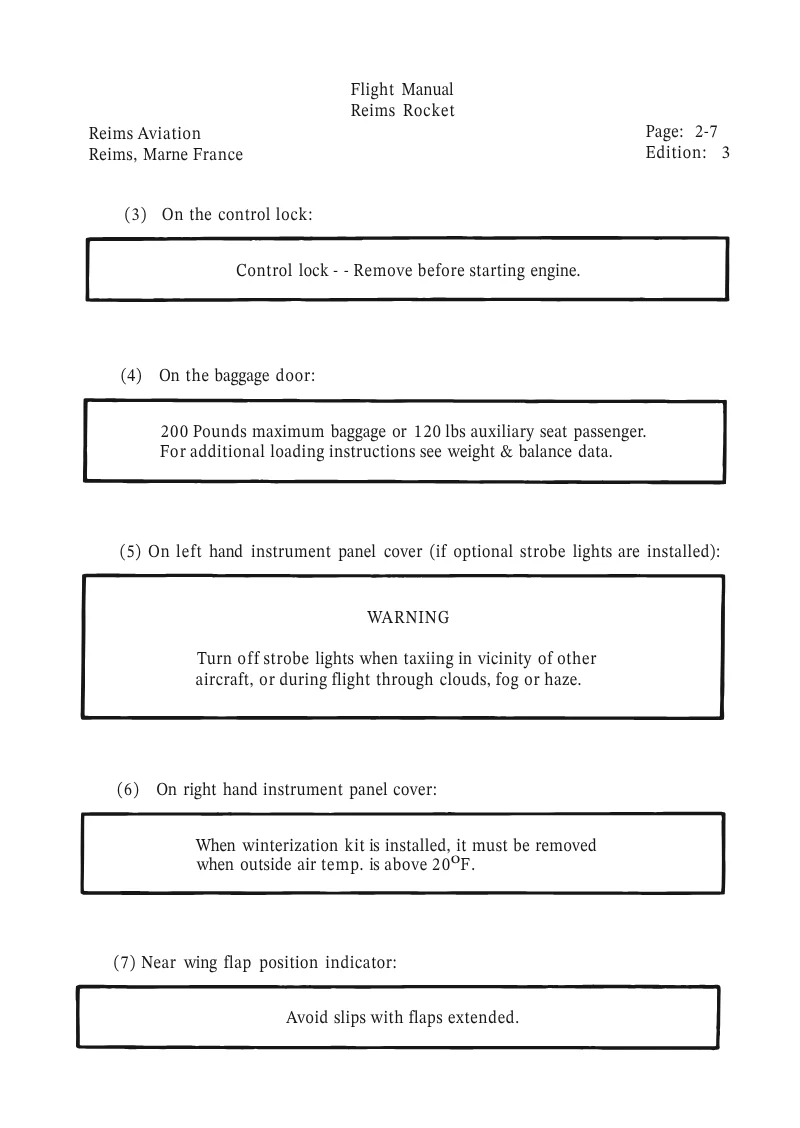 Flight Manual
Reims Rocket
Reims Aviation
Reims, Marne France
Page: 2-7
Edition: 3
(3) On the control lock:
Control lock - - Remove before starting engine.
(4) On the baggage door:
200 Pounds maximum baggage or 120 lbs auxiliary seat passenger.
For additional loading instructions see weight & balance data.
(5) On left hand instrument panel cover (if optional strobe lights are installed):
WARNING
Turn off strobe lights when taxiing in vicinity of other
aircraft, or during flight through clouds, fog or haze.
(6) On right hand instrument panel cover:
When winterization kit is installed, it must be removed
when outside air temp. is above 20°F.
(7) Near wing flap position indicator:
Avoid slips with flaps extended.